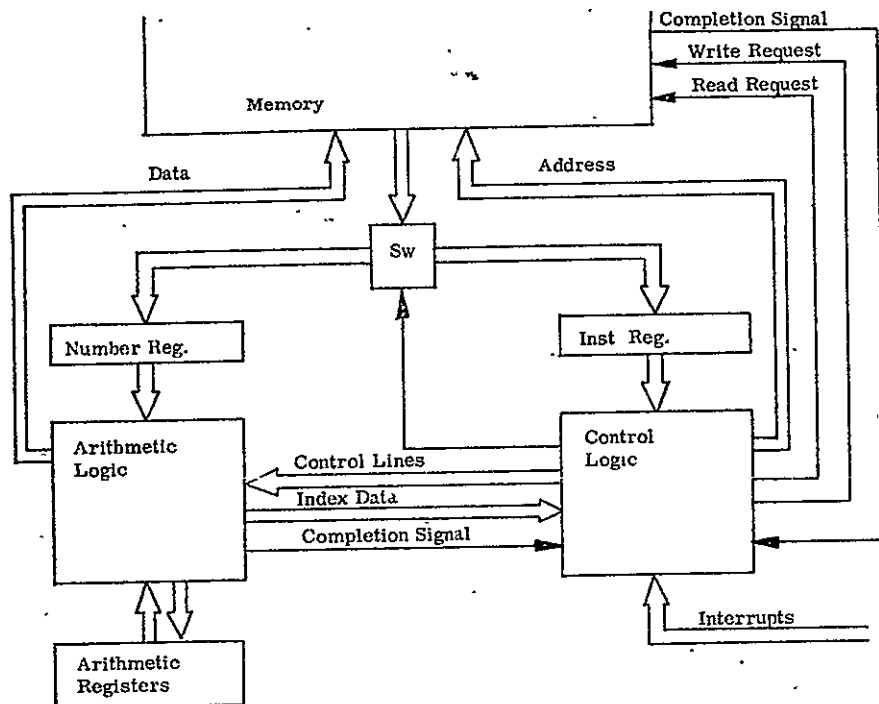 Completion Signal
Write Request
Read Request
Memory
Data
Address
Sw
Number Reg.
Inst Reg.
Arithmetic
Logic
Control
Logic
Control Lines
Index Data
Completion Signal
Interrupts
Arithmetic
Registers